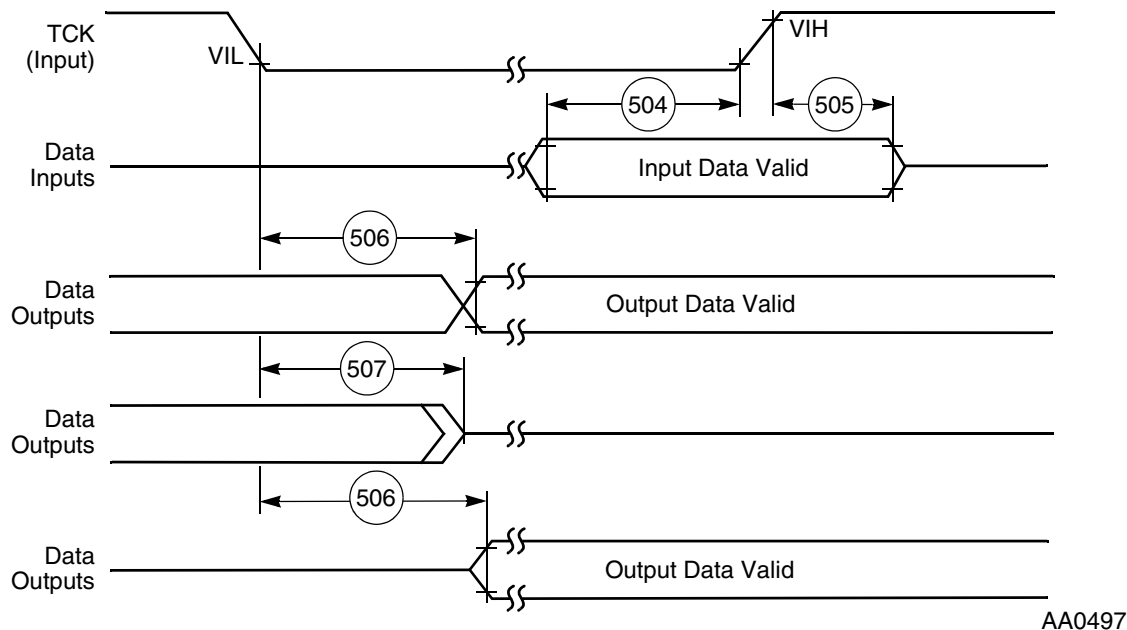 TCK
(Input)
VIL
VIH
504
505
Data
Inputs
Input Data Valid
506
Data
Outputs
Output Data Valid
507
Data
Outputs
506
Data
Outputs
Output Data Valid
AA0497